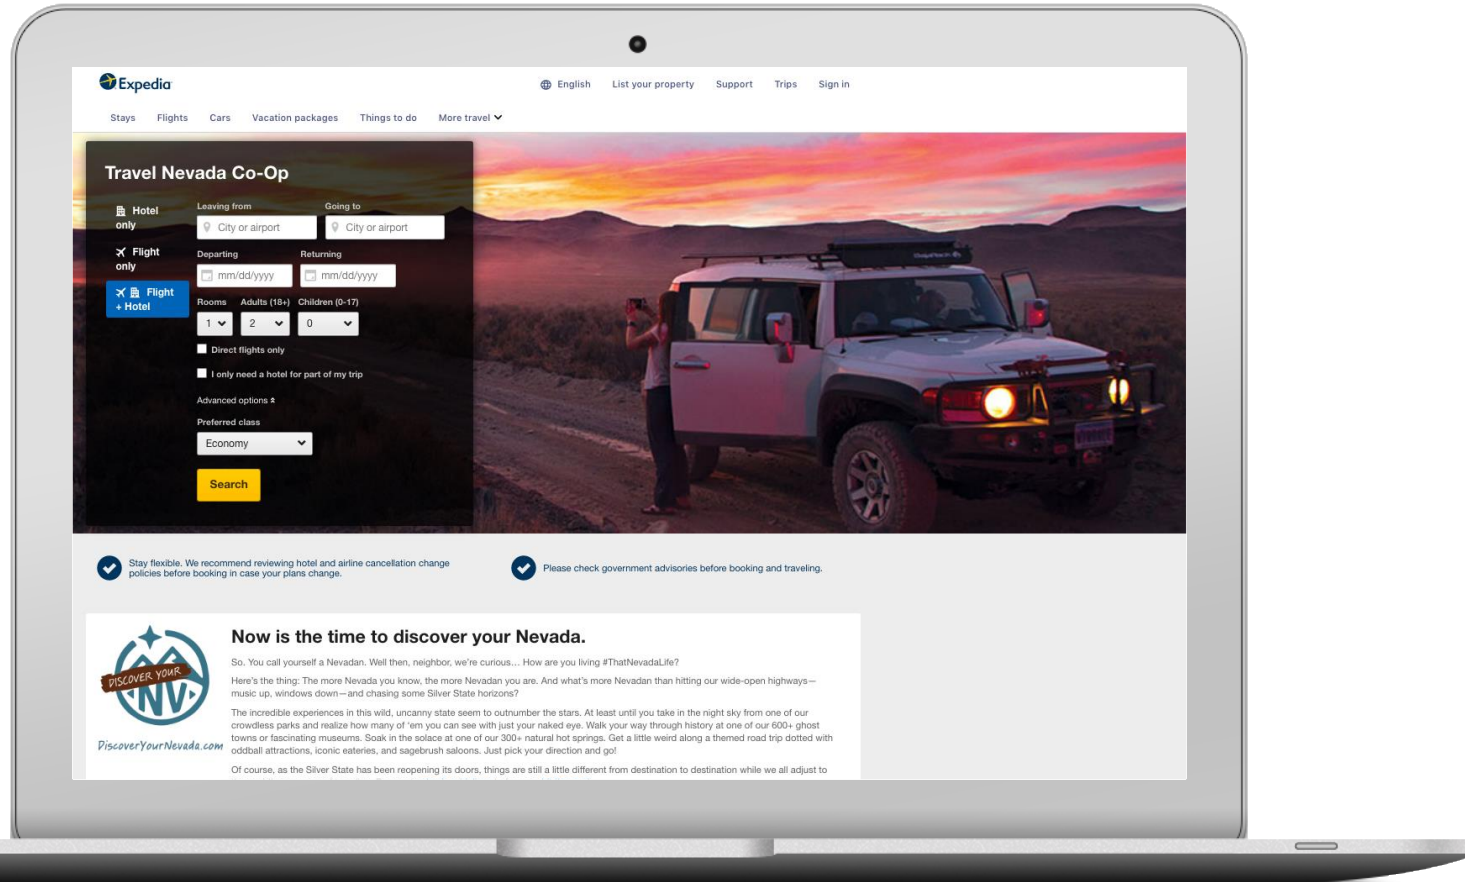 Expedia
English List your property Support Trips Sign in
Stays Flights Cars Vacation packages Things to do More travel
Travel Nevada Co-Op
Hotel only
Flight only
Flight + Hotel
Leaving from Going to
City or airport City or airport
Departing Returning
mm/dd/yyyy mm/dd/yyyy
Rooms Adults (18+) Children (0-17)
1 2 0
Direct flights only
I only need a hotel for part of my trip
Advanced options
Preferred class
Economy
Search
Stay flexible. We recommend reviewing hotel and airline cancellation change
policies before booking in case your plans change.
Please check government advisories before booking and traveling.
DISCOVER YOUR
NV
DiscoverYourNevada.com
Now is the time to discover your Nevada.
So. You call yourself a Nevadan. Well then, neighbor, we're curious… How are you living #ThatNevadaLife?
Here's the thing: The more Nevada you know, the more Nevadan you are. And what's more Nevadan than hitting our wide-open highways—
music up, windows down—and chasing some Silver State horizons?
The incredible experiences in this wild, uncanny state seem to outnumber the stars. At least until you take in the night sky from one of our
crowdless parks and realize how many of 'em you can see with just your naked eye. Walk your way through history at one of our 600+ ghost
towns or fascinating museums. Soak in the solace at one of our 300+ natural hot springs. Get a little weird along a themed road trip dotted with
oddball attractions, iconic eateries, and sagebrush saloons. Just pick your direction and go!
Of course, as the Silver State has been reopening its doors, things are still a little different from destination to destination while we all adjust to